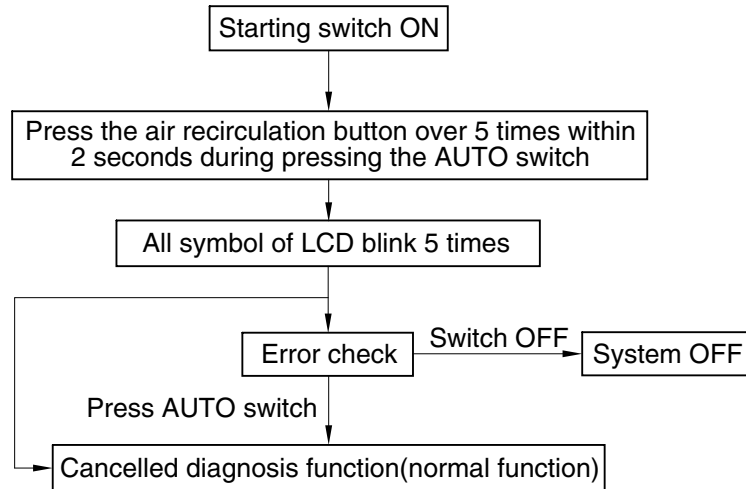 Starting switch ON
Press the air recirculation button over 5 times within
2 seconds during pressing the AUTO switch
All symbol of LCD blink 5 times
Error check
Switch OFF
System OFF
Press AUTO switch
Cancelled diagnosis function(normal function)